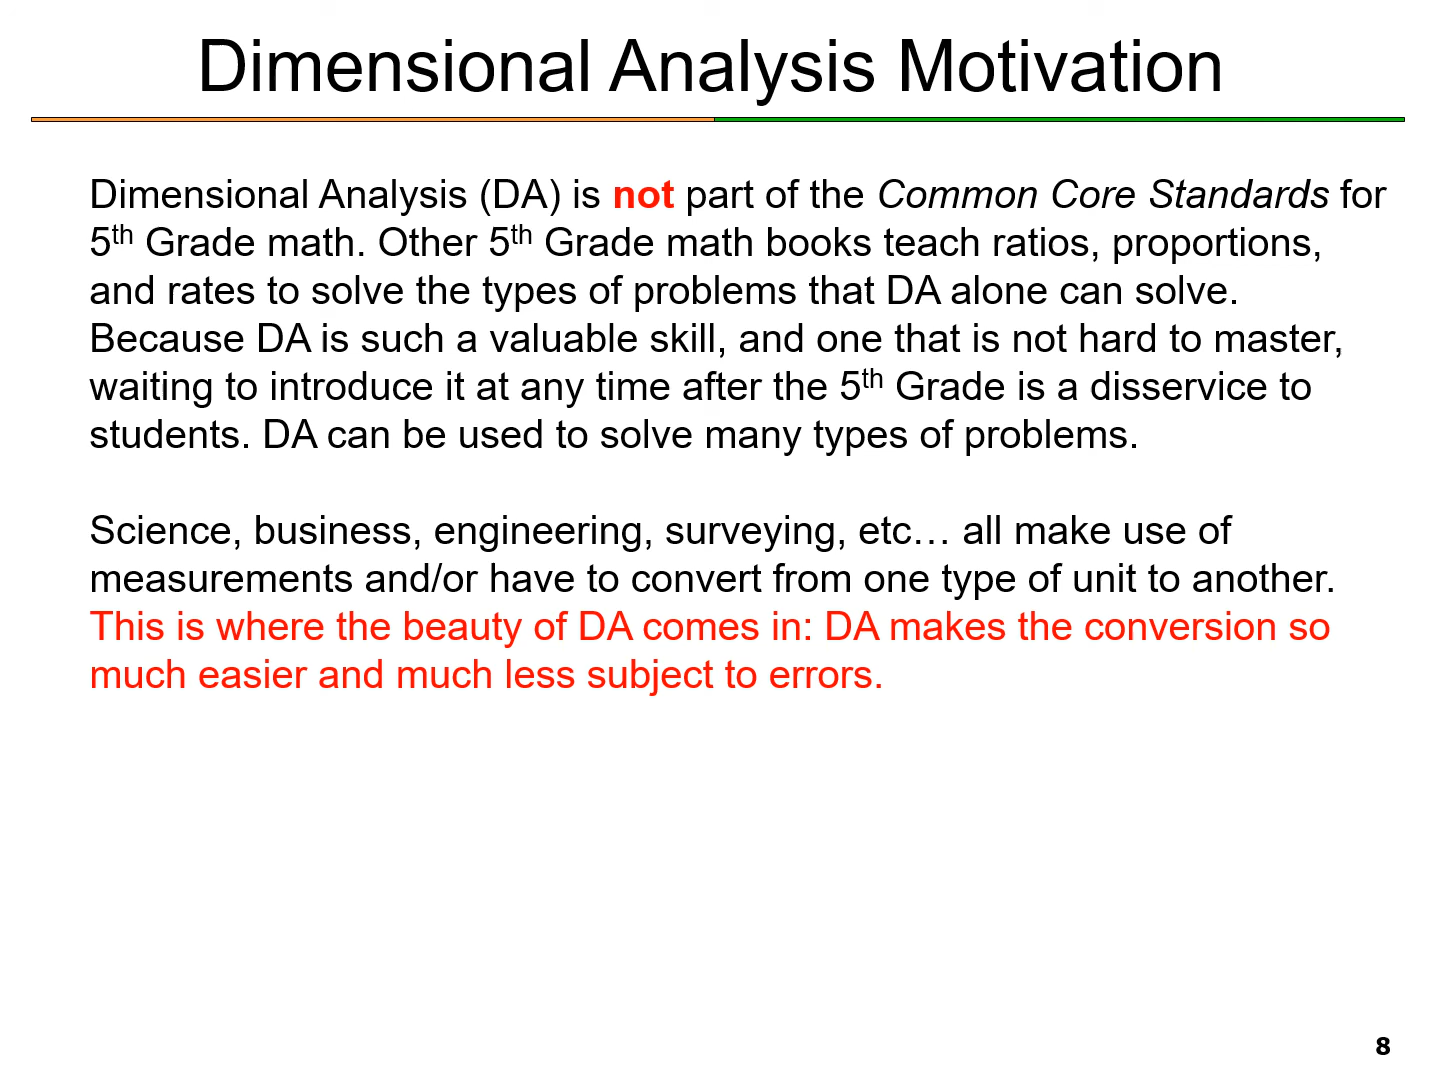 Dimensional Analysis Motivation
Dimensional Analysis (DA) is not part of the Common Core Standards for
5th Grade math. Other 5th Grade math books teach ratios, proportions,
and rates to solve the types of problems that DA alone can solve.
Because DA is such a valuable skill, and one that is not hard to master,
waiting to introduce it at any time after the 5th Grade is a disservice to
students. DA can be used to solve many types of problems.
Science, business, engineering, surveying, etc… all make use of
measurements and/or have to convert from one type of unit to another.
This is where the beauty of DA comes in: DA makes the conversion so
much easier and much less subject to errors.
8